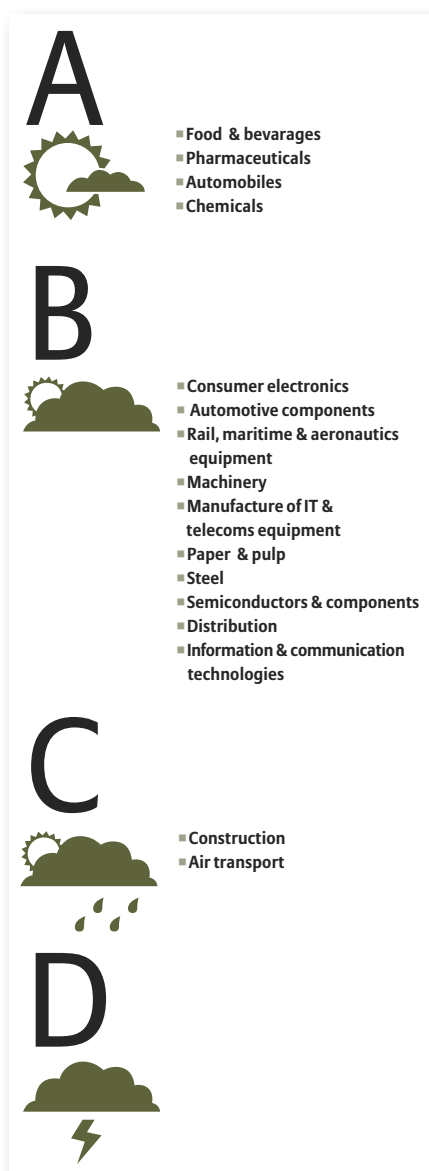 A
Food & bevarages
Pharmaceuticals
Automobiles
Chemicals
B
Consumer electronics
Automotive components
Rail, maritime & aeronautics
equipment
Machinery
Manufacture of IT &
telecoms equipment
Paper & pulp
Steel
Semiconductors & components
Distribution
Information & communication
technologies
C
Construction
Air transport
D